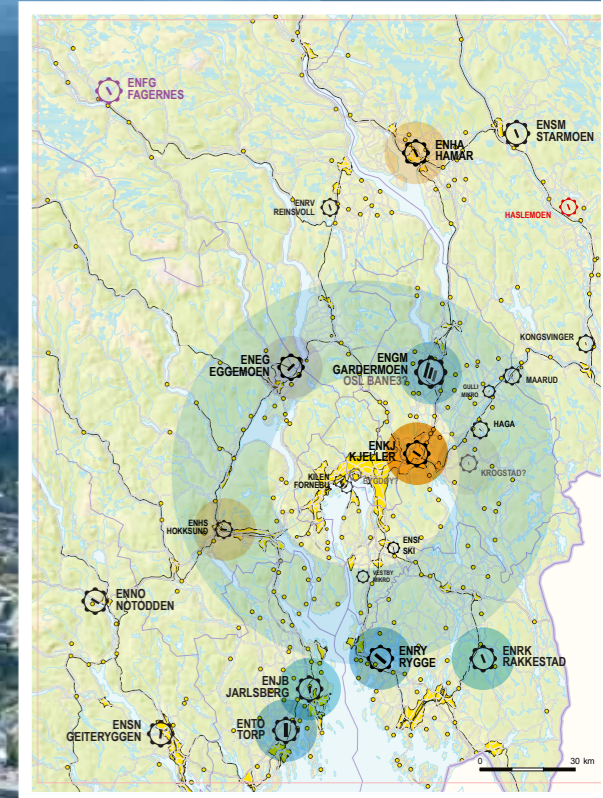 ENFG
FAGERNES
ENSM
STARMOEN
ENHA
HAMAR
ENRV
REINSVOLL
HASLEMOEN
KONGSVINGER
ENEG
EGGEMOEN
ENGM
GARDERMOEN
OSL BANE3?
GULLI
MIKRO
MAARUD
HAGA
ENKJ
KJELLER
KROGSTAD?
KILEN
FORNEBU
BYGDØY?
ENHS
HOKKSUND
ENSI
SKI
VESTBY
MIKRO
ENNO
NOTODDEN
ENRY
RYGGE
ENRK
RAKKESTAD
ENJB
JARLSBERG
ENSN
GEITERYGGEN
ENTO
TORP
0 30 km